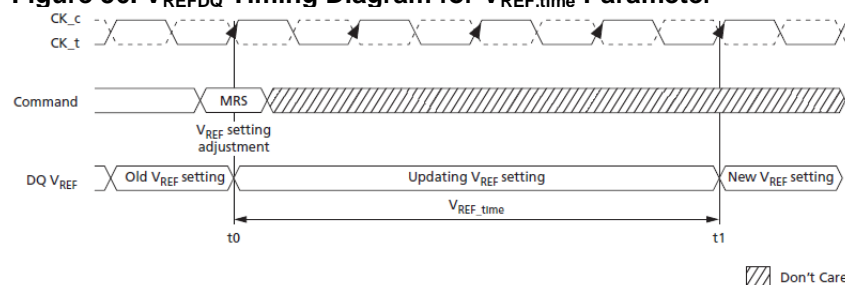 Figure 90: VREFDQ Timing Diagram for VREF.time Parameter
CK_c
CK_t
Command
MRS
VREF setting
adjustment
DQ VREF
Old VREF setting
Updating VREF setting
New VREF setting
VREF_time
t0
t1
Don't Care